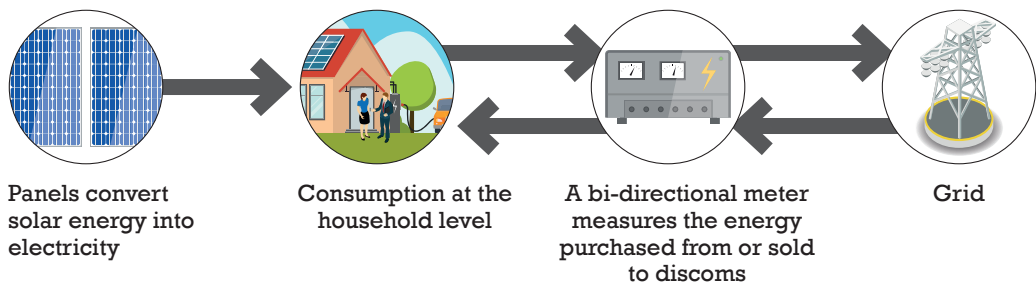 Panels convert
solar energy into
electricity
Consumption at the
household level
A bi-directional meter
measures the energy
purchased from or sold
to discoms
Grid